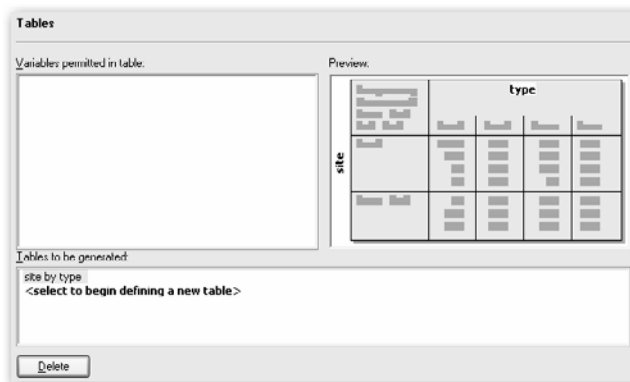 Tables
Variables permitted in table:
Preview:
type
site
Tables to be generated:
site by type
<select to begin defining a new table>
Delete